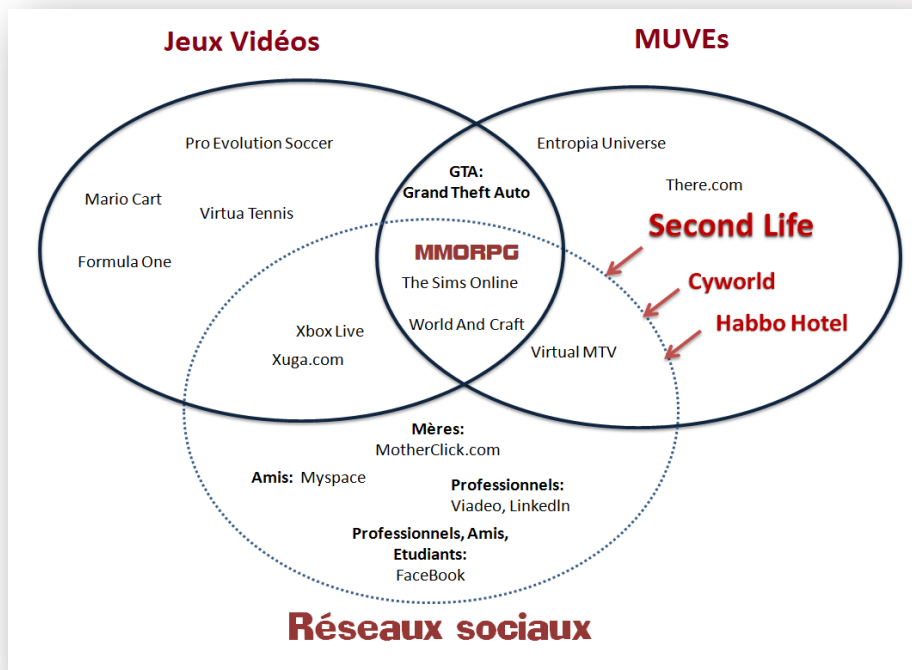 Jeux Vidéos
MUVEs
Pro Evolution Soccer
Entropia Universe
GTA:
Grand Theft Auto
There.com
Mario Cart
Virtua Tennis
Second Life
MMORPG
Formula One
The Sims Online
Cyworld
Xbox Live
World And Craft
Habbo Hotel
Xuga.com
Virtual MTV
Mères:
MotherClick.com
Amis: Myspace
Professionnels:
Viadeo, LinkedIn
Professionnels, Amis,
Etudiants:
FaceBook
Réseaux sociaux